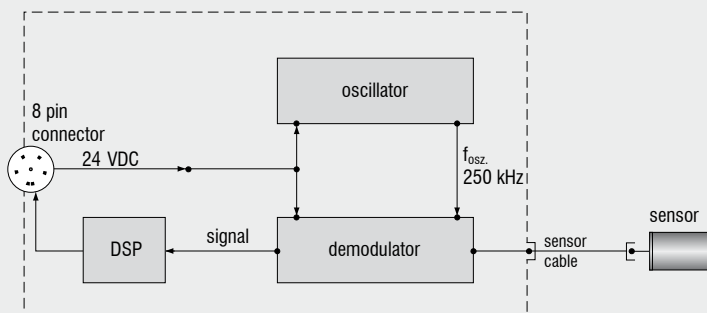 oscillator
8 pin
connector
24 VDC
fosz.
250 kHz
sensor
DSP
signal
demodulator
sensor
cable